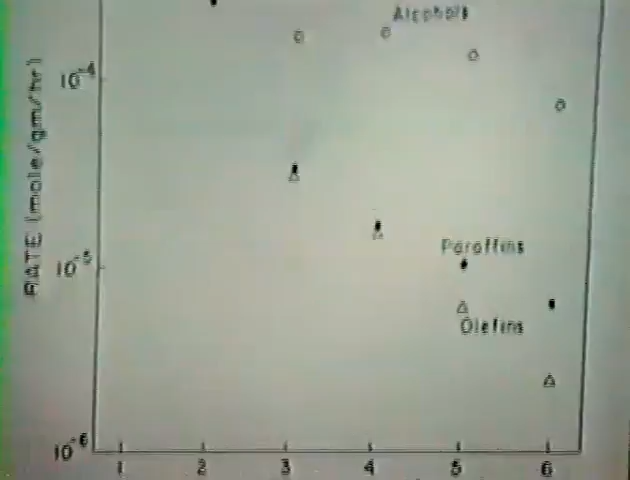 Alcohols
10-4
RATE (mole/gm/hr)
Paraffins
10-5
Olefins
10-6
1 2 3 4 5 6